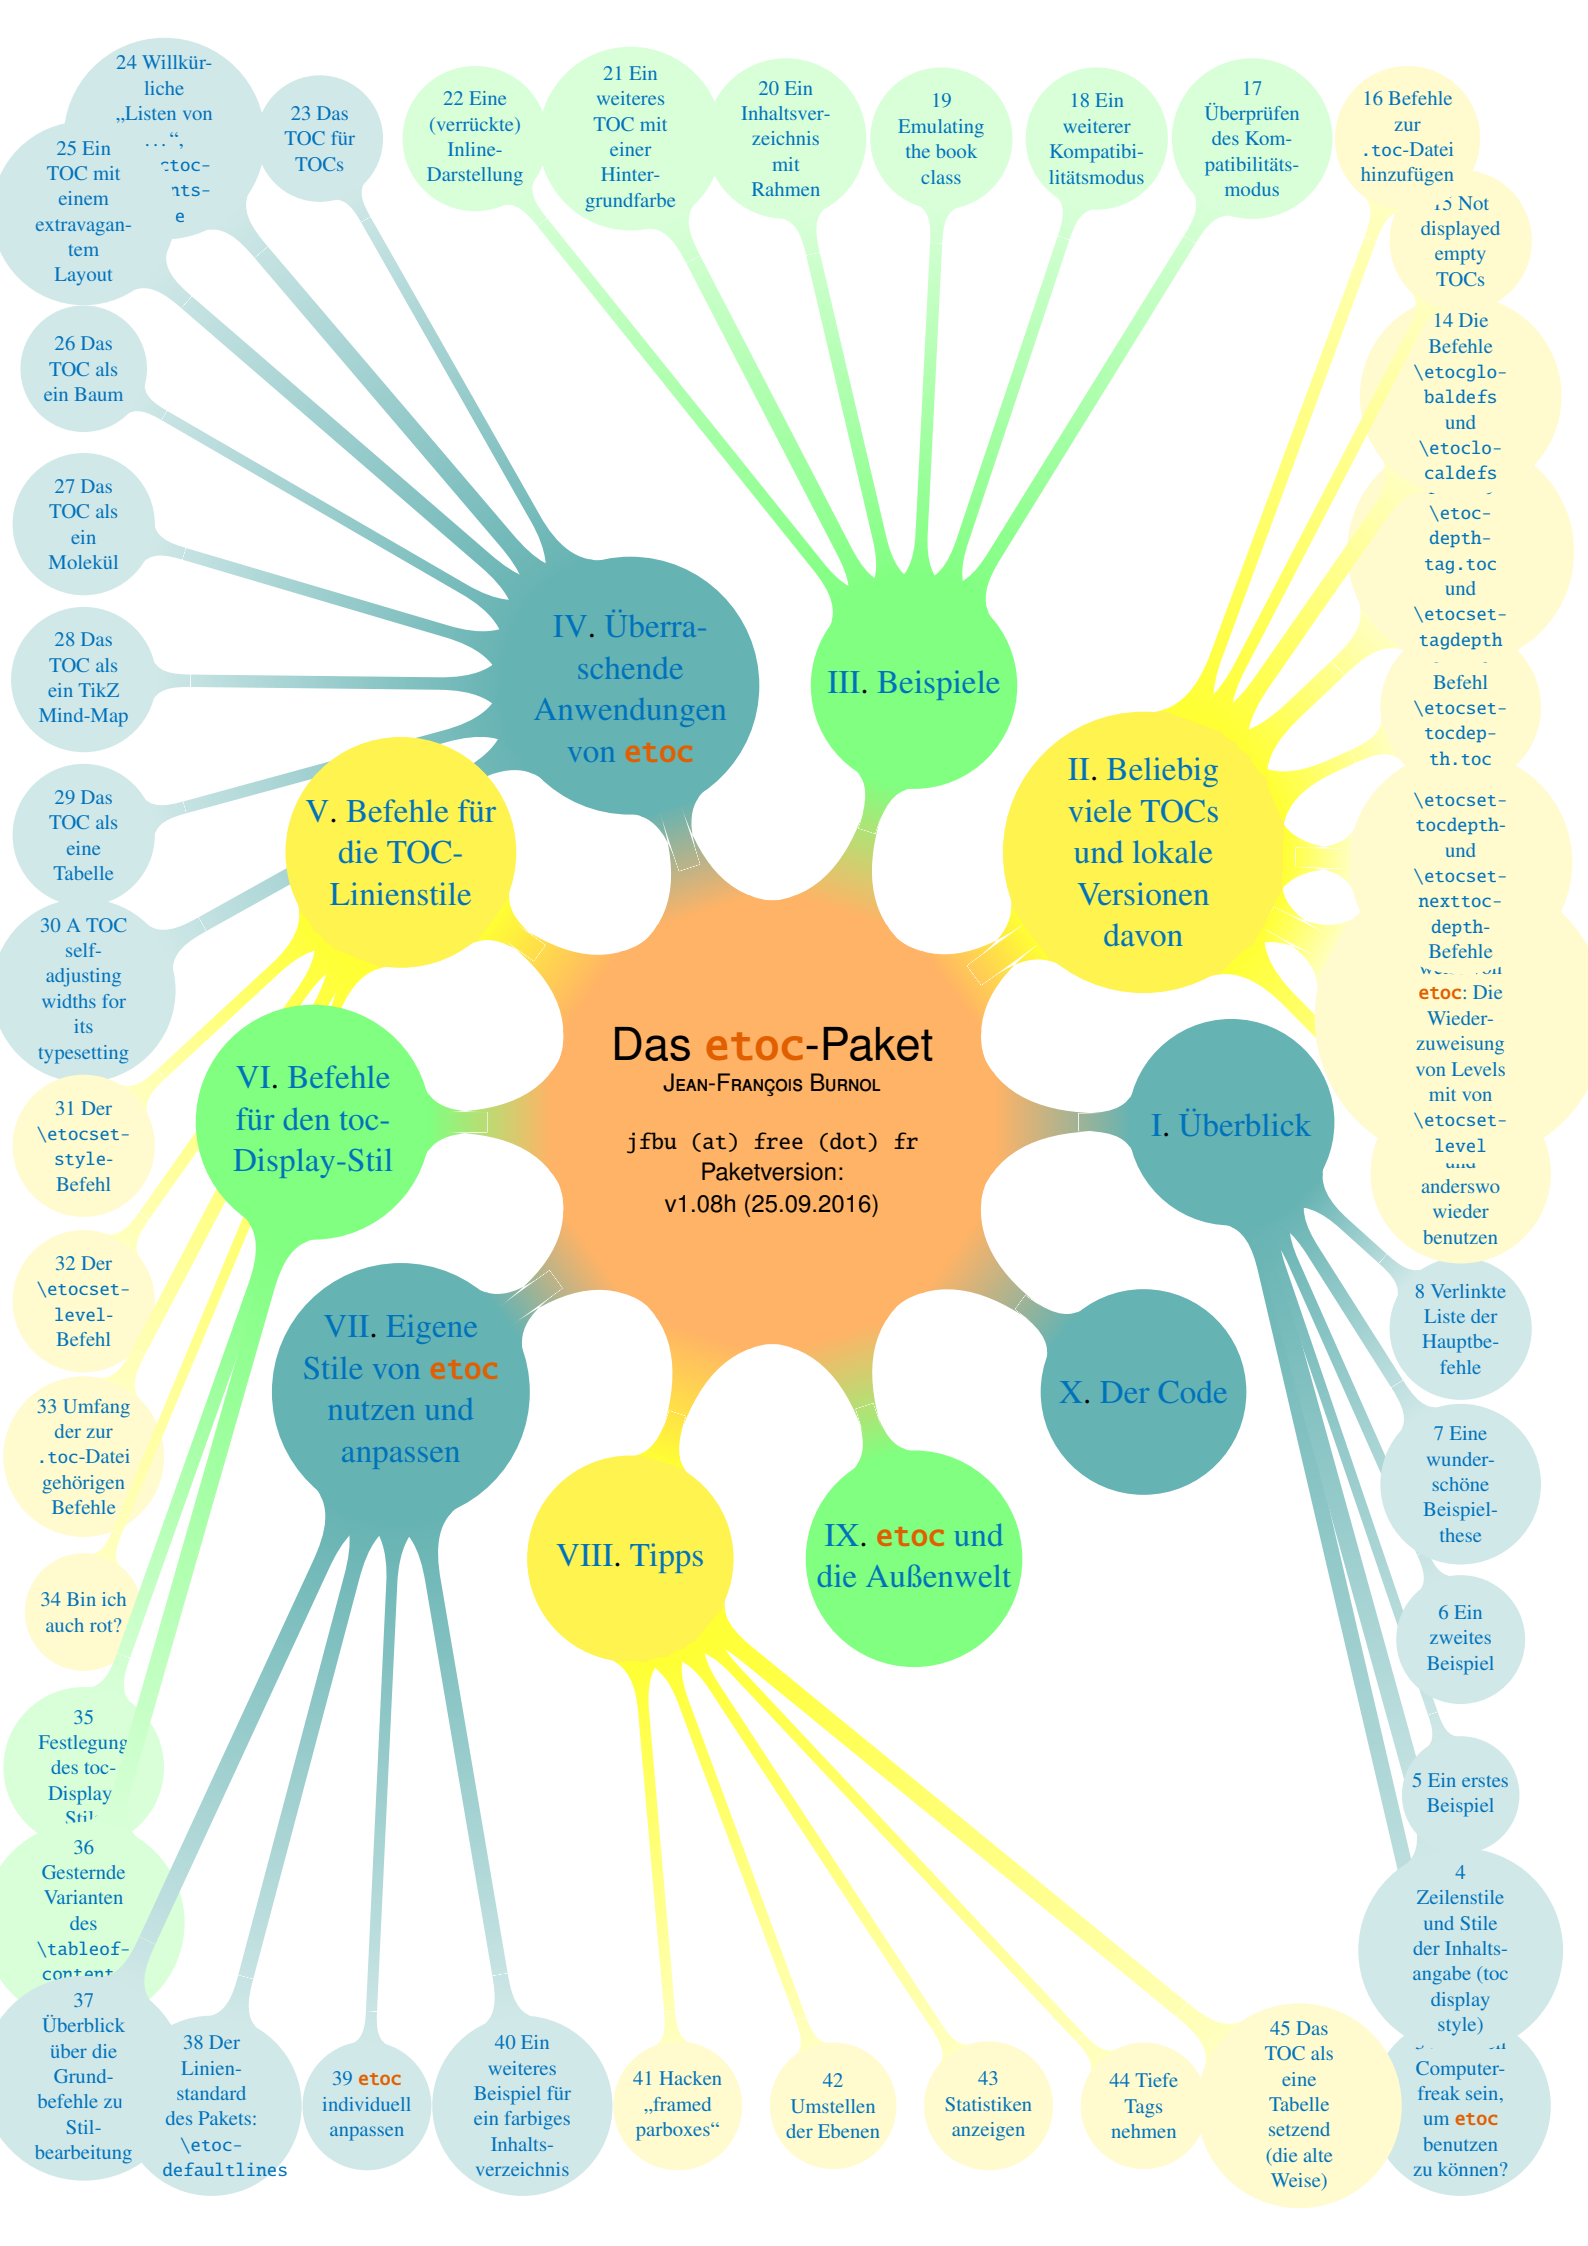 Das etoc-Paket
Jean-François Burnol
jfbu (at) free (dot) fr
Paketversion:
v1.08h (25.09.2016)
I. Überblick
II. Beliebig
viele TOCs
und lokale
Versionen
davon
III. Beispiele
IV. Überra-
schende
Anwendungen
von etoc
V. Befehle für
die TOC-
Linienstile
VI. Befehle
für den toc-
Display-Stil
VII. Eigene
Stile von etoc
nutzen und
anpassen
VIII. Tipps
IX. etoc und
die Außenwelt
X. Der Code
Computer-
freak sein,
um etoc
benutzen
zu können?
4
Zeilenstile
und Stile
der Inhalts-
angabe (toc
display
style)
5 Ein erstes
Beispiel
6 Ein
zweites
Beispiel
7 Eine
wunder-
schöne
Beispiel-
these
8 Verlinkte
Liste der
Hauptbe-
fehle
und
anderswo
wieder
benutzen
etoc: Die
Wieder-
zuweisung
von Levels
mit von
\etocset-
level
\etocset-
tocdepth-
und
\etocset-
nexttoc-
depth-
Befehle
Befehl
\etocset-
tocdep-
th.toc
\etoc-
depth-
tag.toc
und
\etocset-
tagdepth
14 Die
Befehle
\etocglo-
baldefs
und
\etoclo-
caldefs
15 Not
displayed
empty
TOCs
16 Befehle
zur
.toc-Datei
hinzufügen
17
Überprüfen
des Kom-
patibilitäts-
modus
18 Ein
weiterer
Kompatibi-
litätsmodus
19
Emulating
the book
class
20 Ein
Inhaltsver-
zeichnis
mit
Rahmen
21 Ein
weiteres
TOC mit
einer
Hinter-
grundfarbe
22 Eine
(verrückte)
Inline-
Darstellung
23 Das
TOC für
TOCs
24 Willkür-
liche
„Listen von
…“,
25 Ein
TOC mit
einem
extravagan-
tem
Layout
26 Das
TOC als
ein Baum
27 Das
TOC als
ein
Molekül
28 Das
TOC als
ein TikZ
Mind-Map
29 Das
TOC als
eine
Tabelle
30 A TOC
self-
adjusting
widths for
its
typesetting
31 Der
\etocset-
style-
Befehl
32 Der
\etocset-
level-
Befehl
33 Umfang
der zur
.toc-Datei
gehörigen
Befehle
34 Bin ich
auch rot?
35
Festlegung
des toc-
Display
36
Gesternde
Varianten
des
\tableof-
37
Überblick
über die
Grund-
befehle zu
Stil-
bearbeitung
38 Der
Linien-
standard
des Pakets:
\etoc-
defaultlines
39 etoc
individuell
anpassen
40 Ein
weiteres
Beispiel für
ein farbiges
Inhalts-
verzeichnis
41 Hacken
„framed
parboxes“
42
Umstellen
der Ebenen
43
Statistiken
anzeigen
44 Tiefe
Tags
nehmen
45 Das
TOC als
eine
Tabelle
setzend
(die alte
Weise)